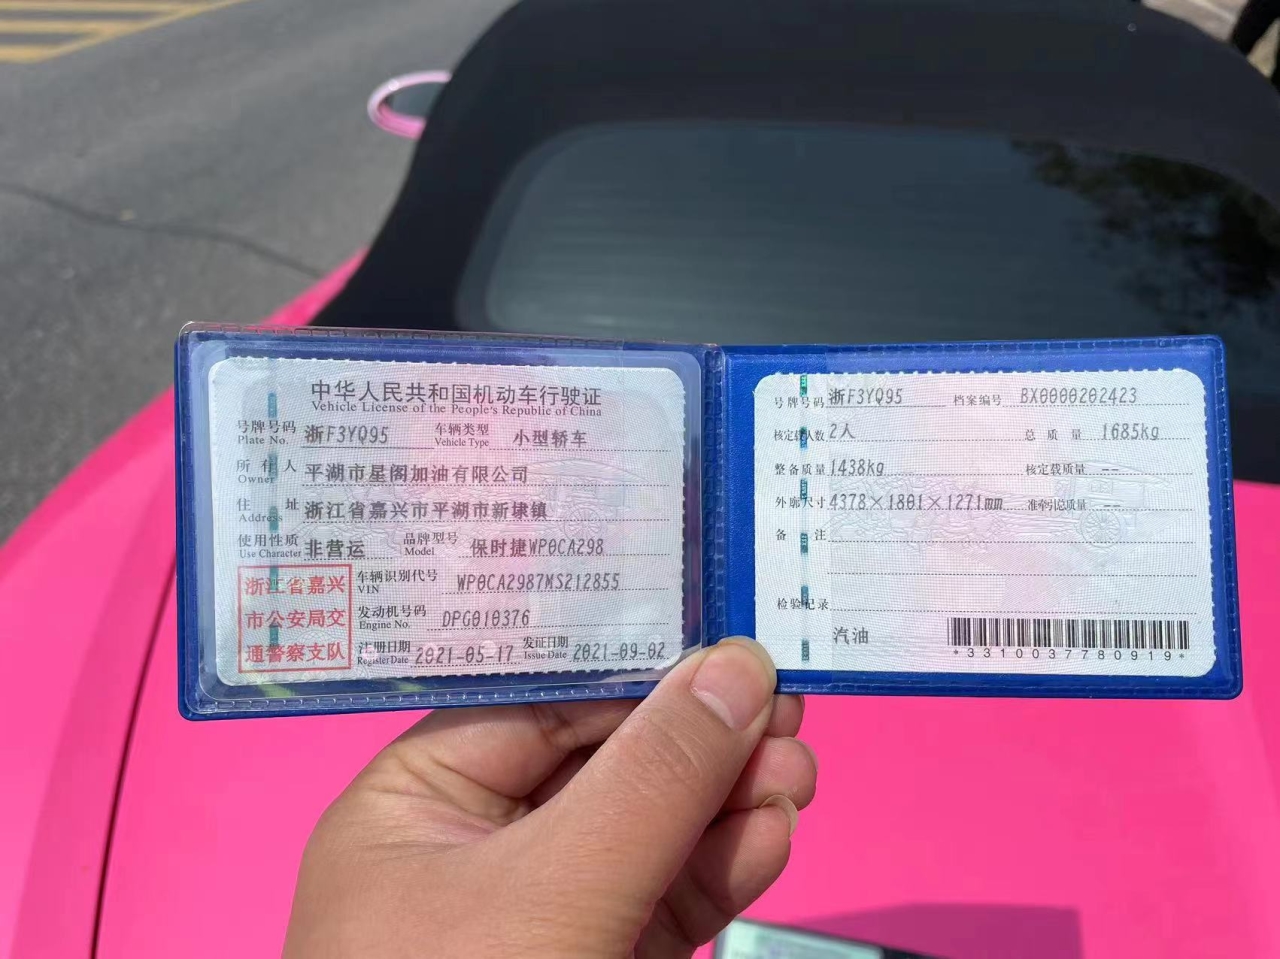 中华人民共和国机动车行驶证
Vehicle License of the People's Republic of China
号牌号码 浙F3YQ95 车辆类型 小型轿车
Plate No. Vehicle Type
所有人 平湖市星阁加油有限公司
Owner
住址 浙江省嘉兴市平湖市新埭镇
Address
使用性质 非营运 品牌型号 保时捷WP0CA298
Use Character Model
浙江省嘉兴
市公安局交
通警察支队
车辆识别代号 WP0CA2987MS212855
VIN
发动机号码 DPG010376
Engine No.
注册日期 2021-05-17 发证日期 2021-09-02
Register Date Issue Date
号牌号码 浙F3YQ95 档案编号 BX0000202423
核定载人数 2人 总质量 1685kg
整备质量 1438kg 核定载质量 --
外廓尺寸 4378×1801×1271mm 准牵引总质量 --
备注
检验记录
汽油
*3310037780919*